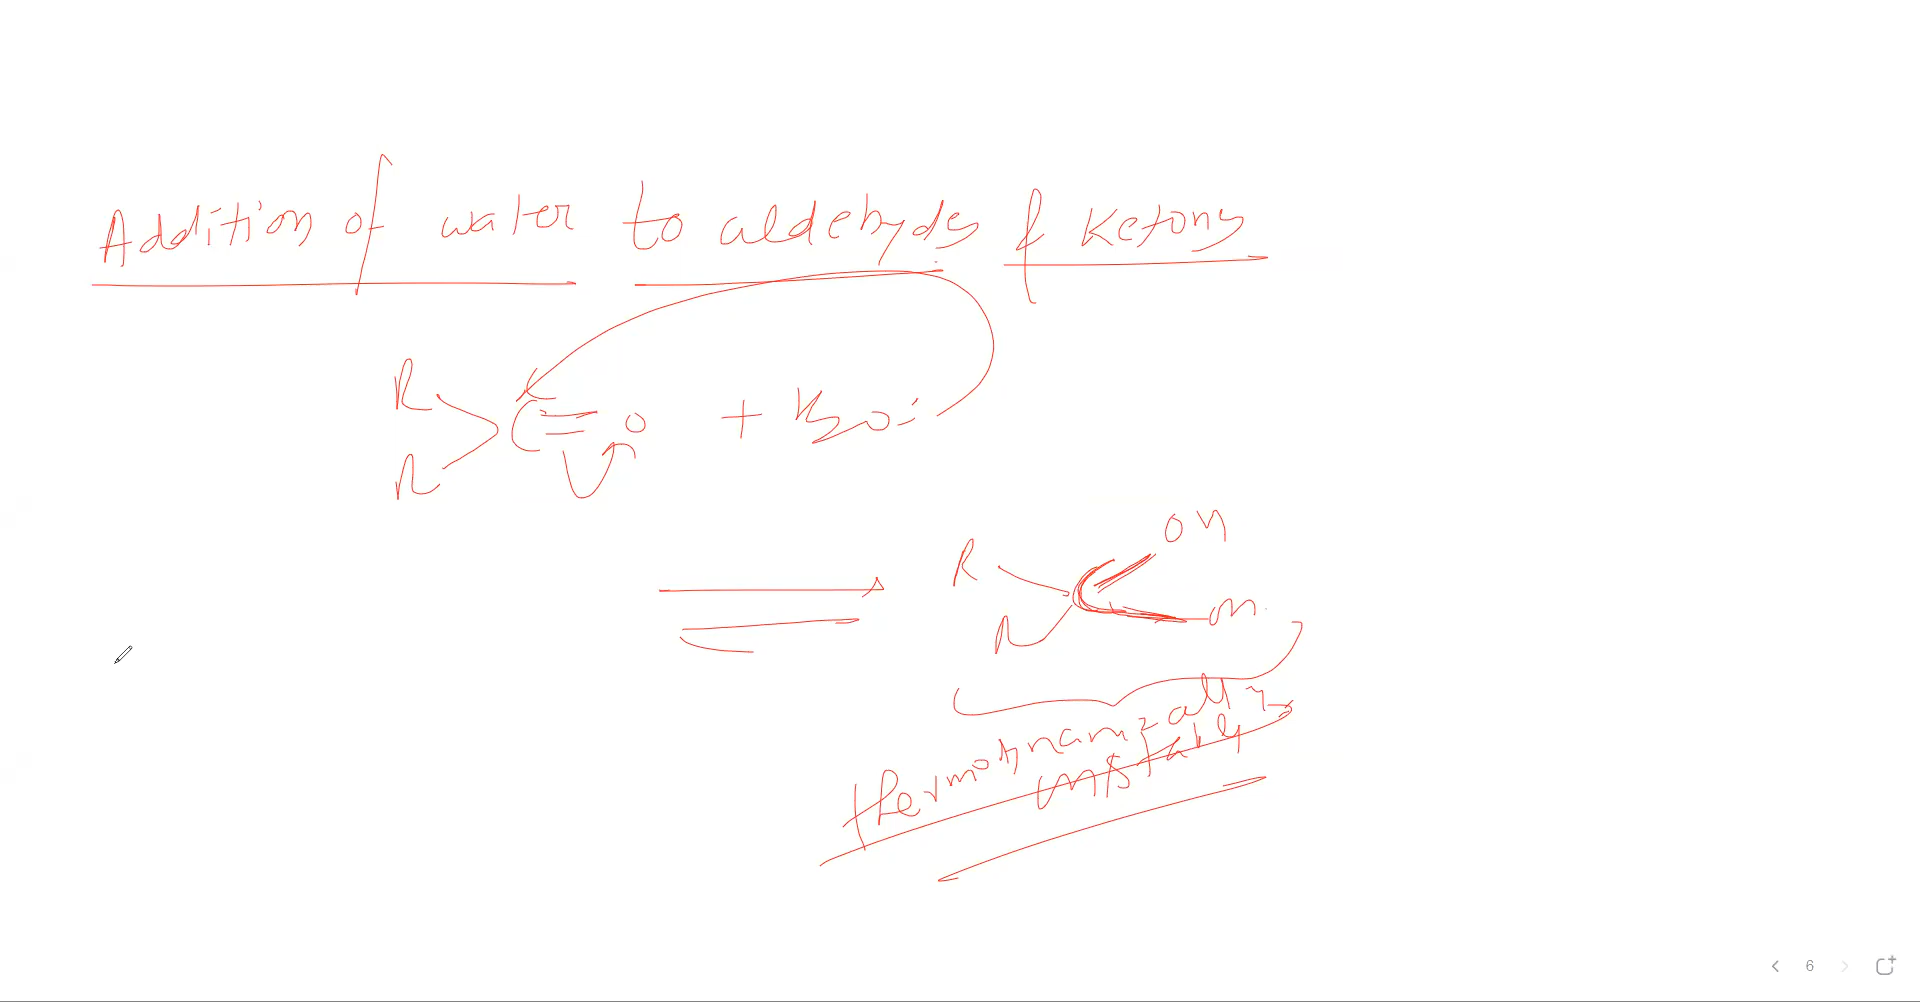 Addition of water to aldehydes & Ketones
R
C = O + H2O:
R
R OH
C
R OH
thermodynamically
unstable
6